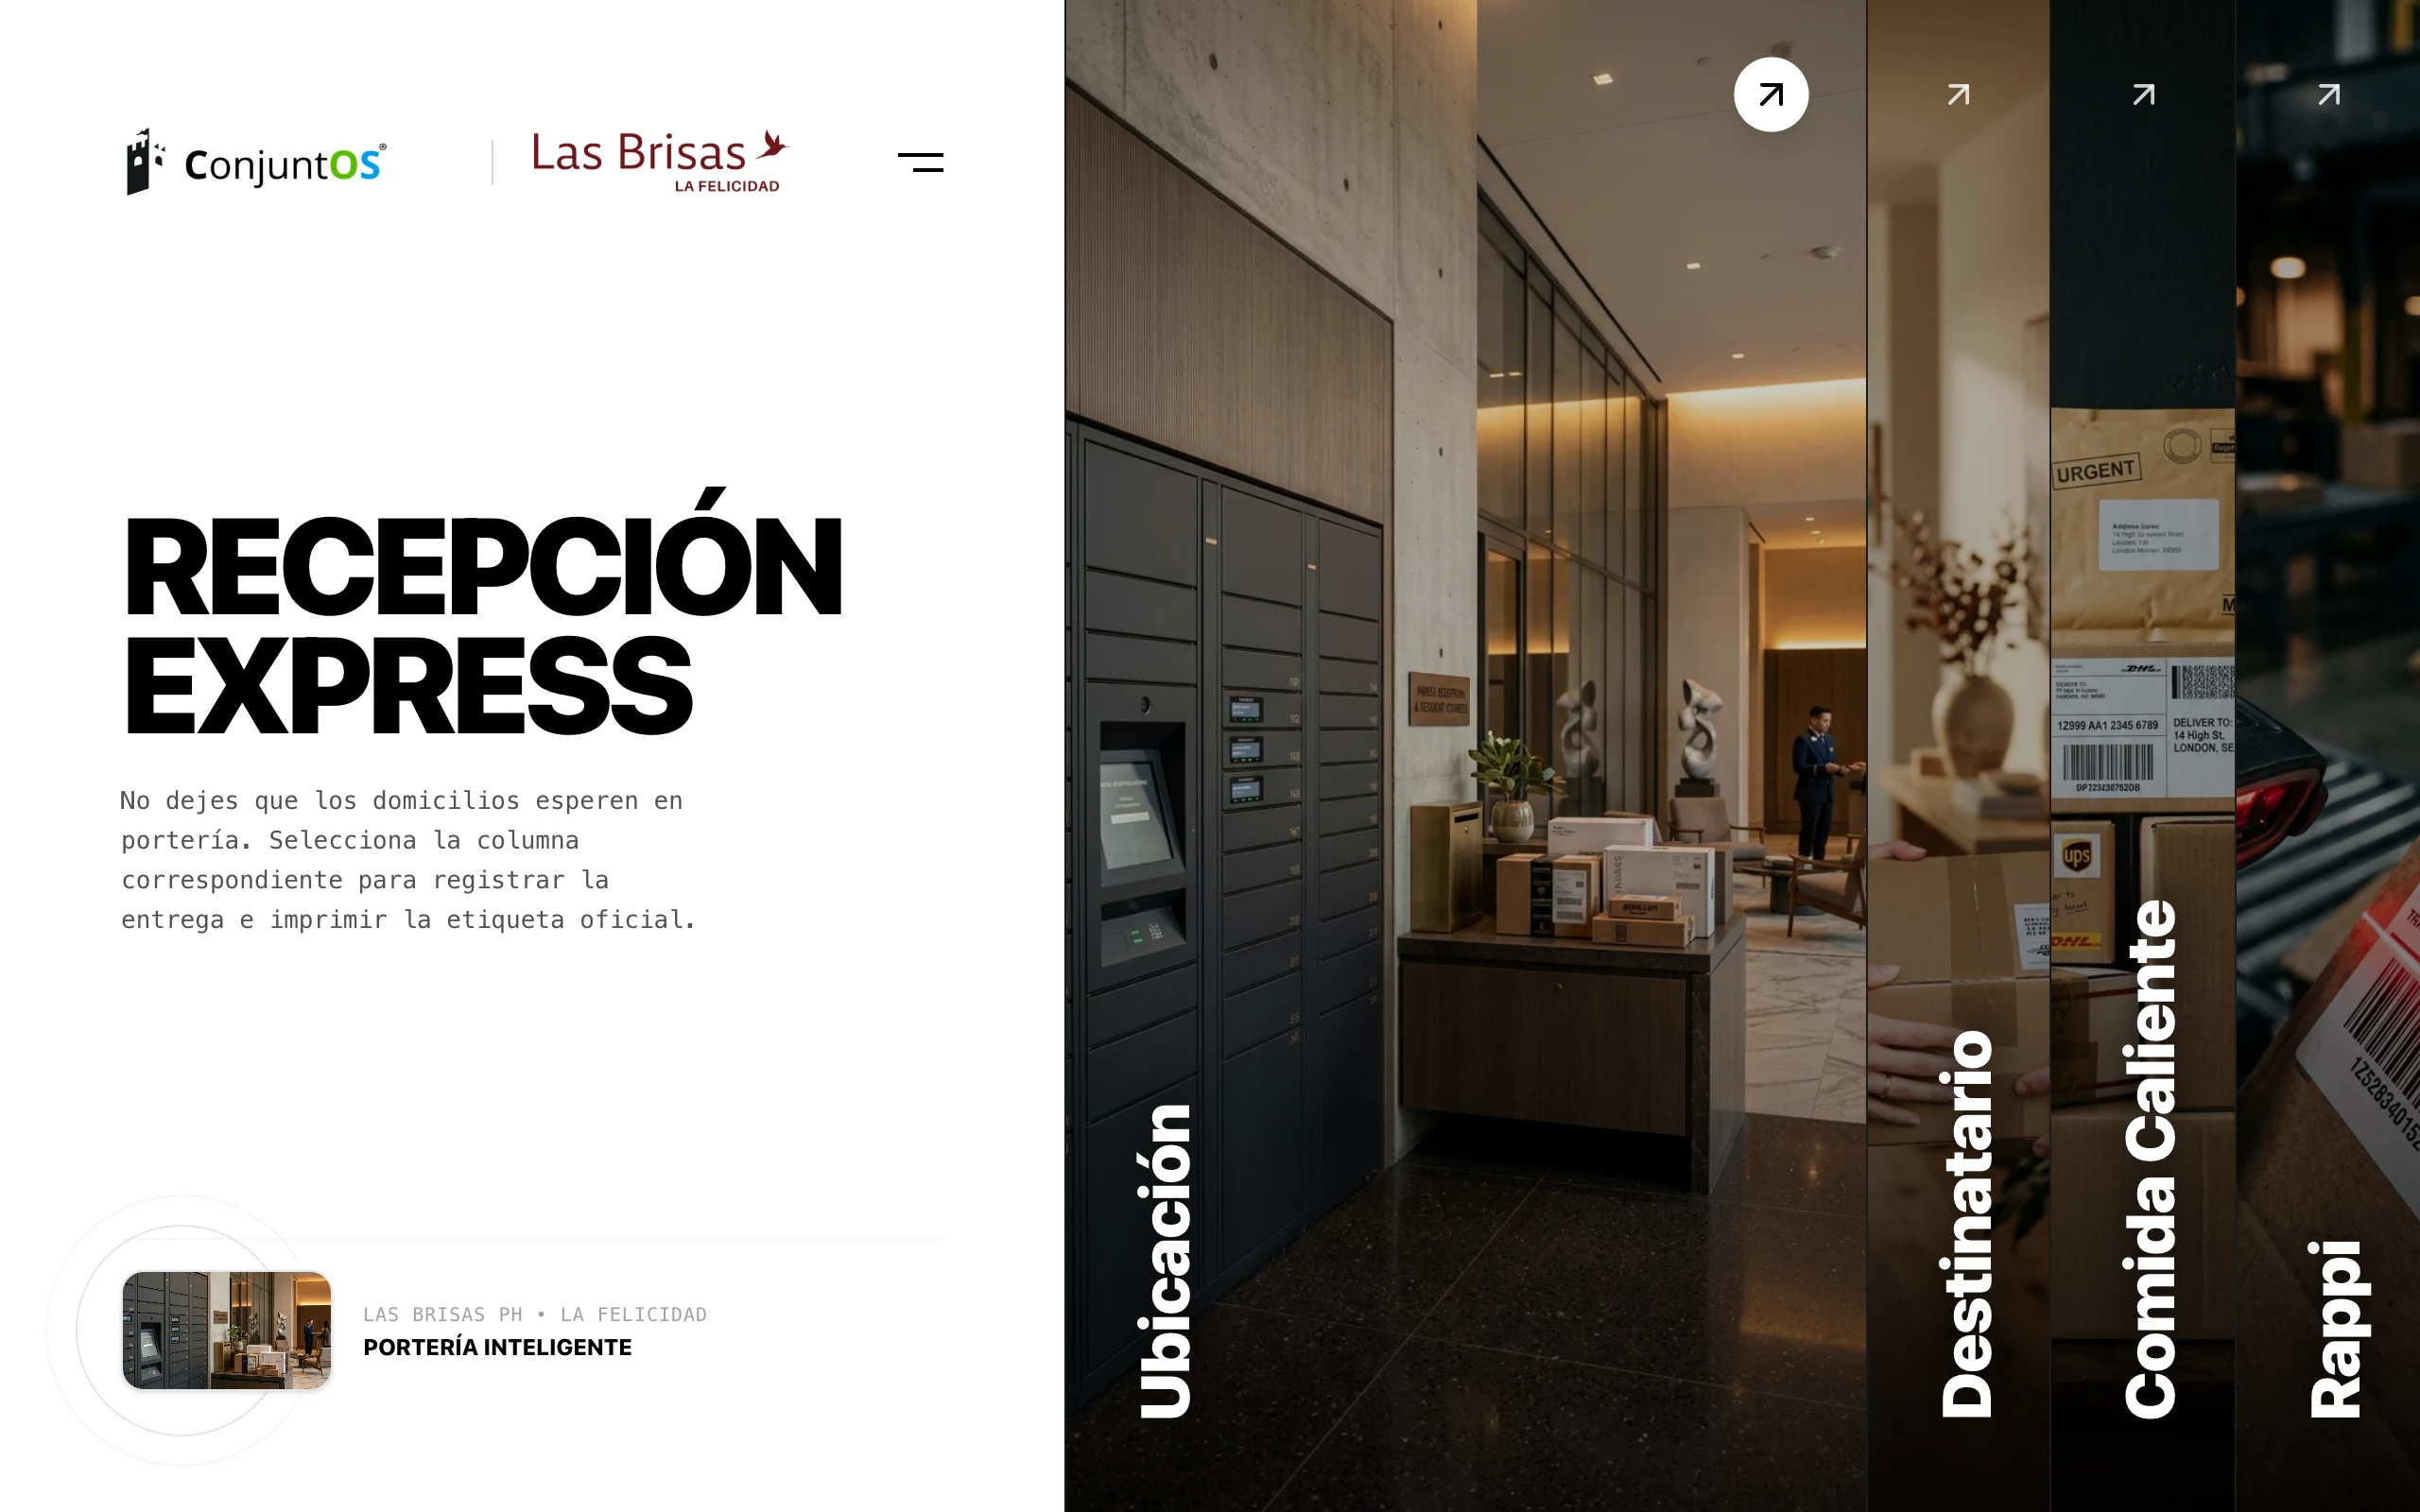 ConjuntOS®
Las Brisas
LA FELICIDAD
RECEPCIÓN
EXPRESS
No dejes que los domicilios esperen en
portería. Selecciona la columna
correspondiente para registrar la
entrega e imprimir la etiqueta oficial.
LAS BRISAS PH • LA FELICIDAD
PORTERÍA INTELIGENTE
Ubicación
Destinatario
Comida Caliente
Rappi
URGENT
DHL
12999 AA1 2345 6789
DELIVER TO:
14 High St,
LONDON, SE
ups
DHL